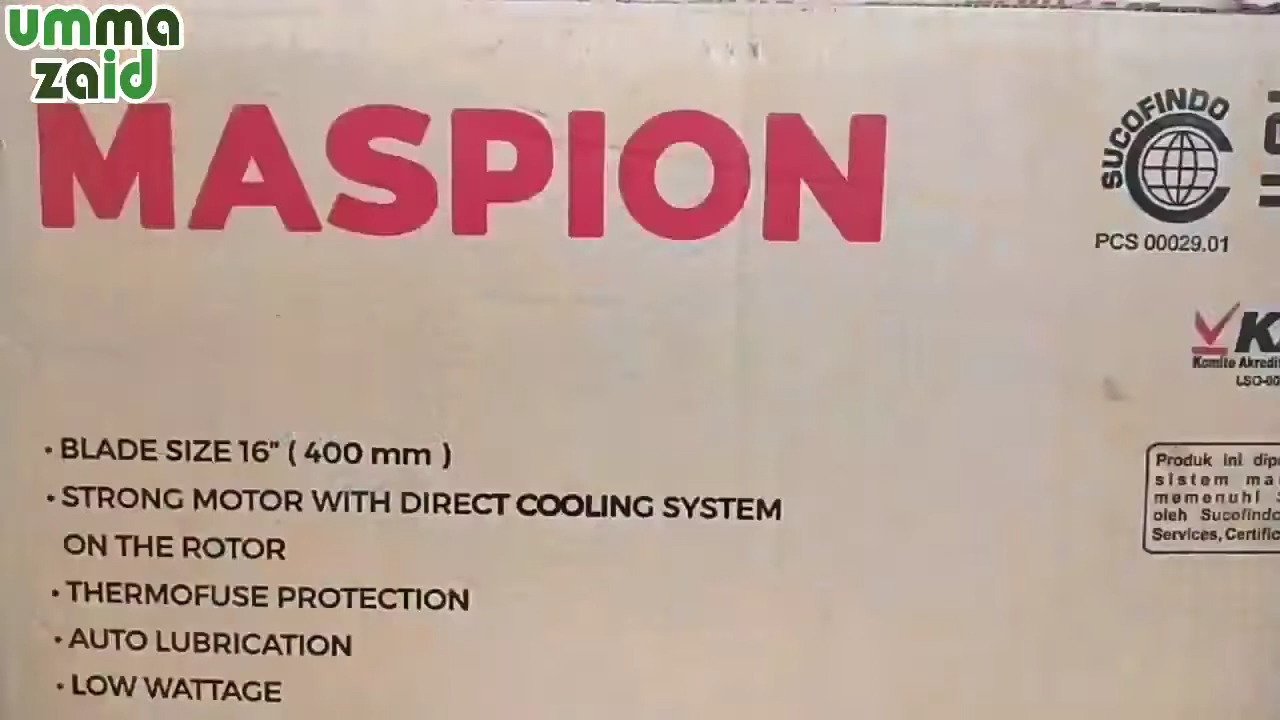 umma
zaid
MASPION
SUCOFINDO
PCS 00029.01
Komite Akredi
LSO-00
• BLADE SIZE 16" ( 400 mm )
• STRONG MOTOR WITH DIRECT COOLING SYSTEM
ON THE ROTOR
• THERMOFUSE PROTECTION
• AUTO LUBRICATION
• LOW WATTAGE
Produk ini dip
sistem ma
memenuhi
oleh Sucofindo
Services, Certific